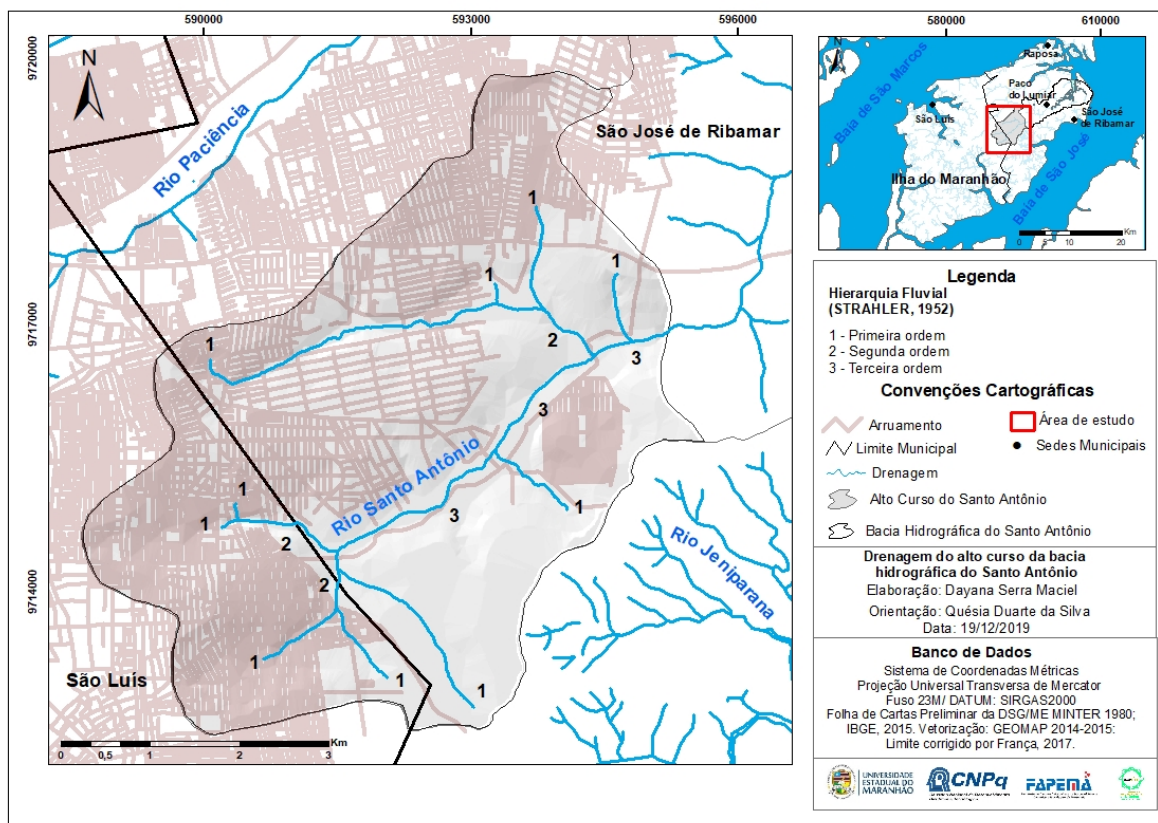 590000
593000
596000
9720000
9717000
9714000
N
Rio Paciência
São José de Ribamar
1
1
1
1
2
3
3
Rio Santo Antônio
1
1
1
3
2
2
1
1
1
Rio Jeniparana
São Luís
Km
0 0,5 1 2 3
580000
610000
N
Raposa
Baia de São Marcos
Paco do Lumiar
São Luís
São José de Ribamar
Ilha do Maranhão
Baia de São José
Km
0 5 10 20
Legenda
Hierarquia Fluvial
(STRAHLER, 1952)
1 - Primeira ordem
2 - Segunda ordem
3 - Terceira ordem
Convenções Cartográficas
Arruamento
Área de estudo
Limite Municipal
Sedes Municipais
Drenagem
Alto Curso do Santo Antônio
Bacia Hidrográfica do Santo Antônio
Drenagem do alto curso da bacia
hidrográfica do Santo Antônio
Elaboração: Dayana Serra Maciel
Orientação: Quésia Duarte da Silva
Data: 19/12/2019
Banco de Dados
Sistema de Coordenadas Métricas
Projeção Universal Transversa de Mercator
Fuso 23M/ DATUM: SIRGAS2000
Folha de Cartas Preliminar da DSG/ME MINTER 1980;
IBGE, 2015. Vetorização: GEOMAP 2014-2015:
Limite corrigido por França, 2017.
UNIVERSIDADE
ESTADUAL DO
MARANHÃO
CNPq
FAPEMA